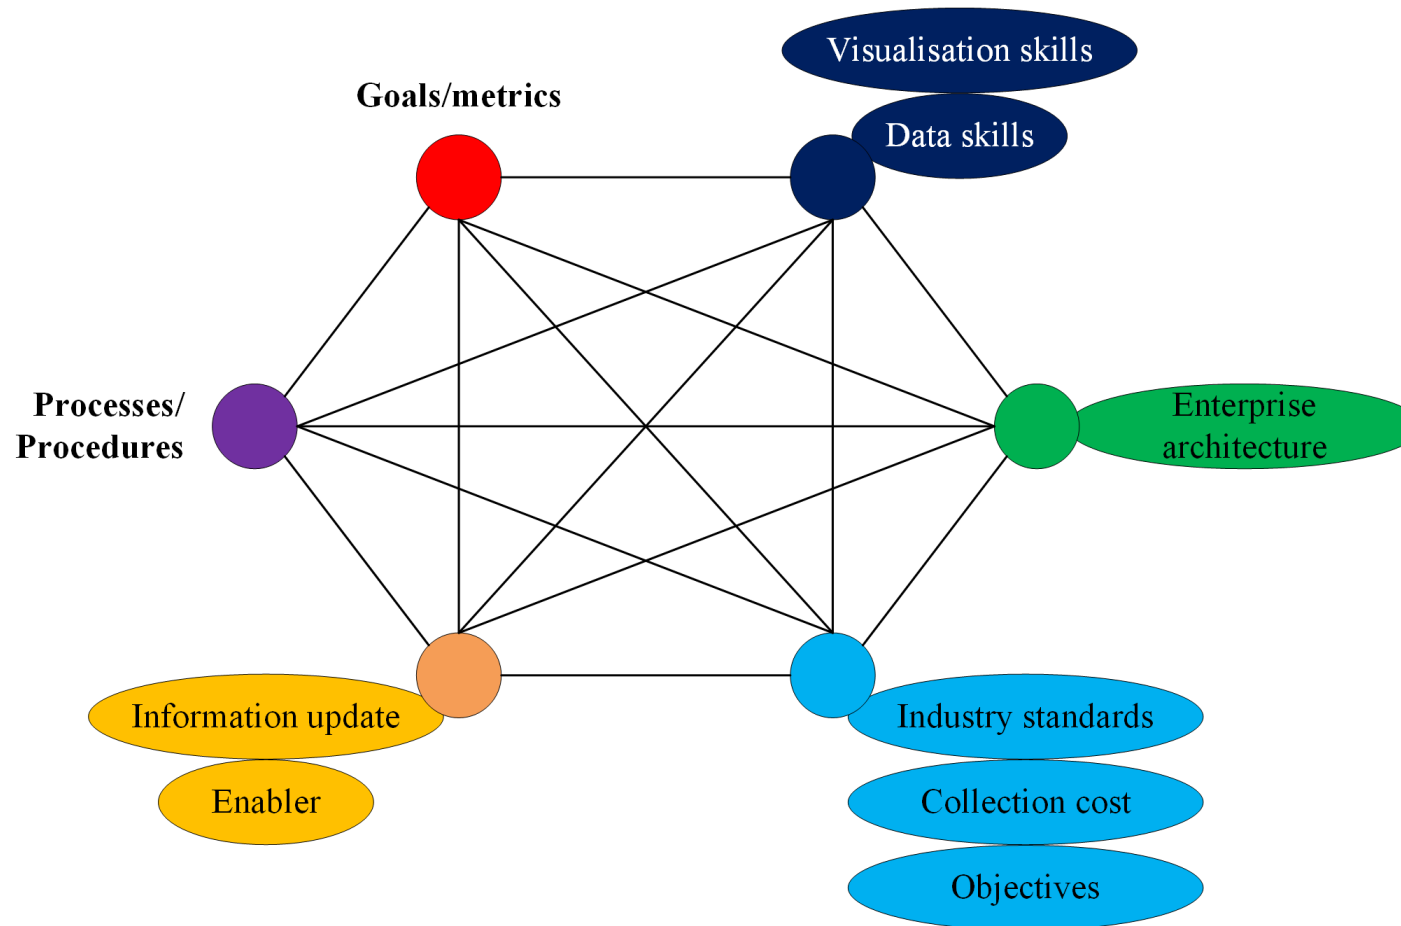 Visualisation skills
Goals/metrics
Data skills
Processes/
Procedures
Enterprise
architecture
Information update
Industry standards
Enabler
Collection cost
Objectives